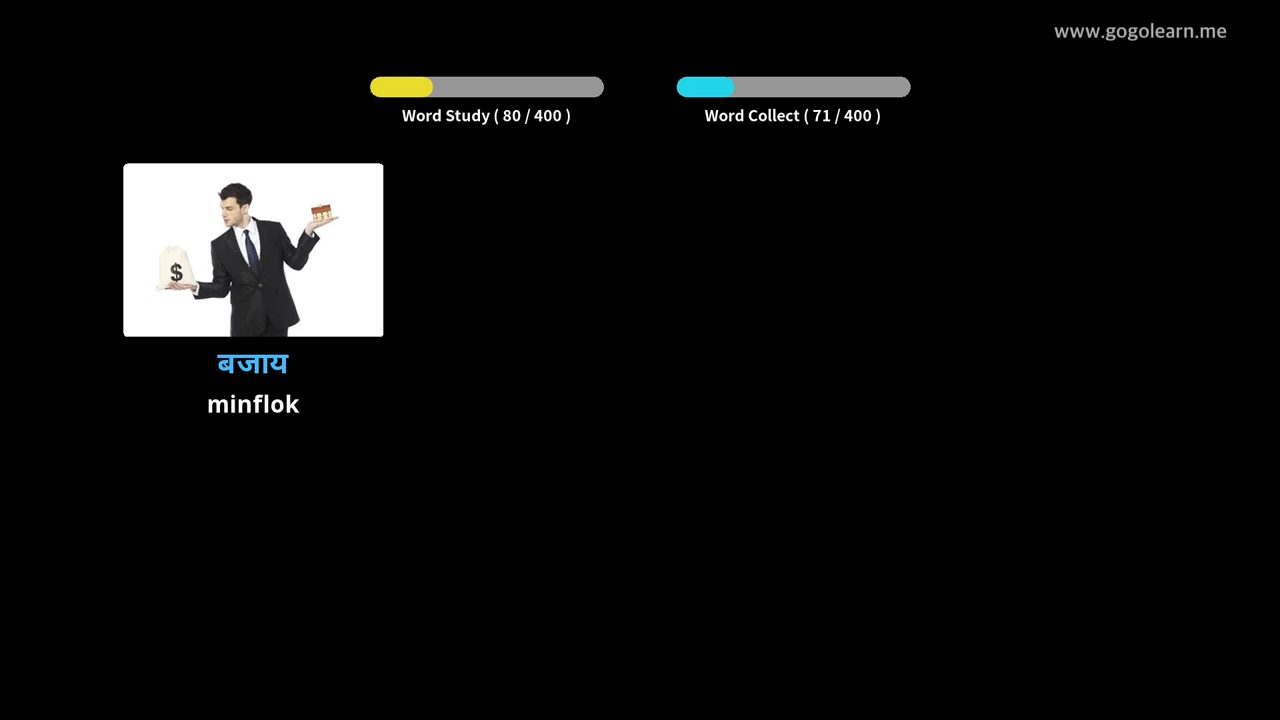 www.gogolearn.me
Word Study ( 80 / 400 )
Word Collect ( 71 / 400 )
$
बजाय
minflok